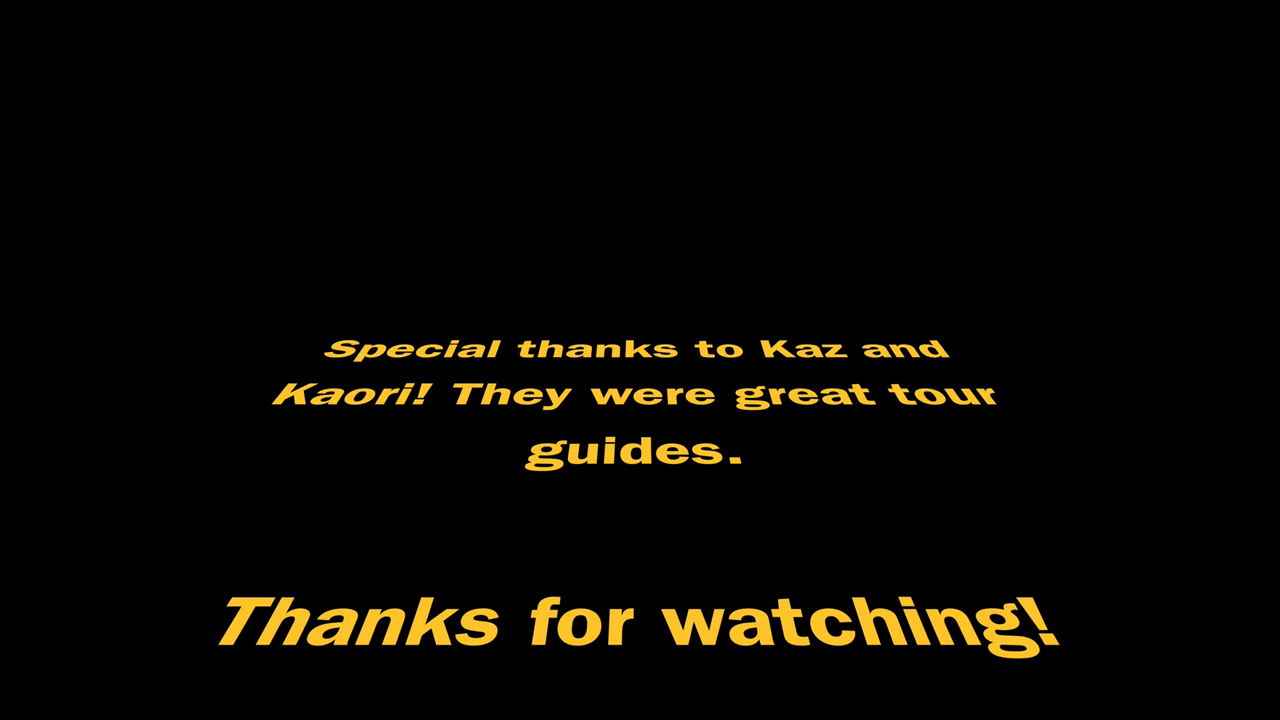 Special thanks to Kaz and
Kaori! They were great tour
guides.
Thanks for watching!